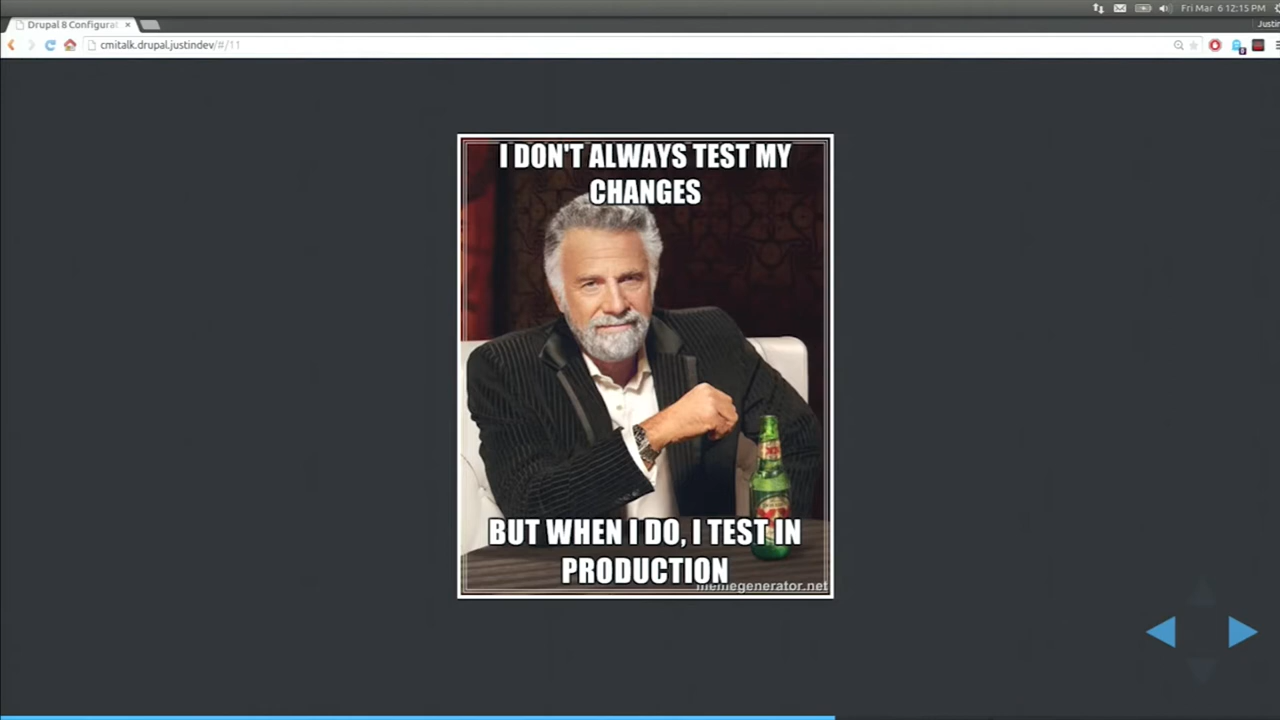 Fri Mar 6 12:15 PM
Drupal 8 Configurat
Justin
cmitalk.drupal.justindev/#/11
I DON'T ALWAYS TEST MY
CHANGES
BUT WHEN I DO, I TEST IN
PRODUCTION
memegenerator.net